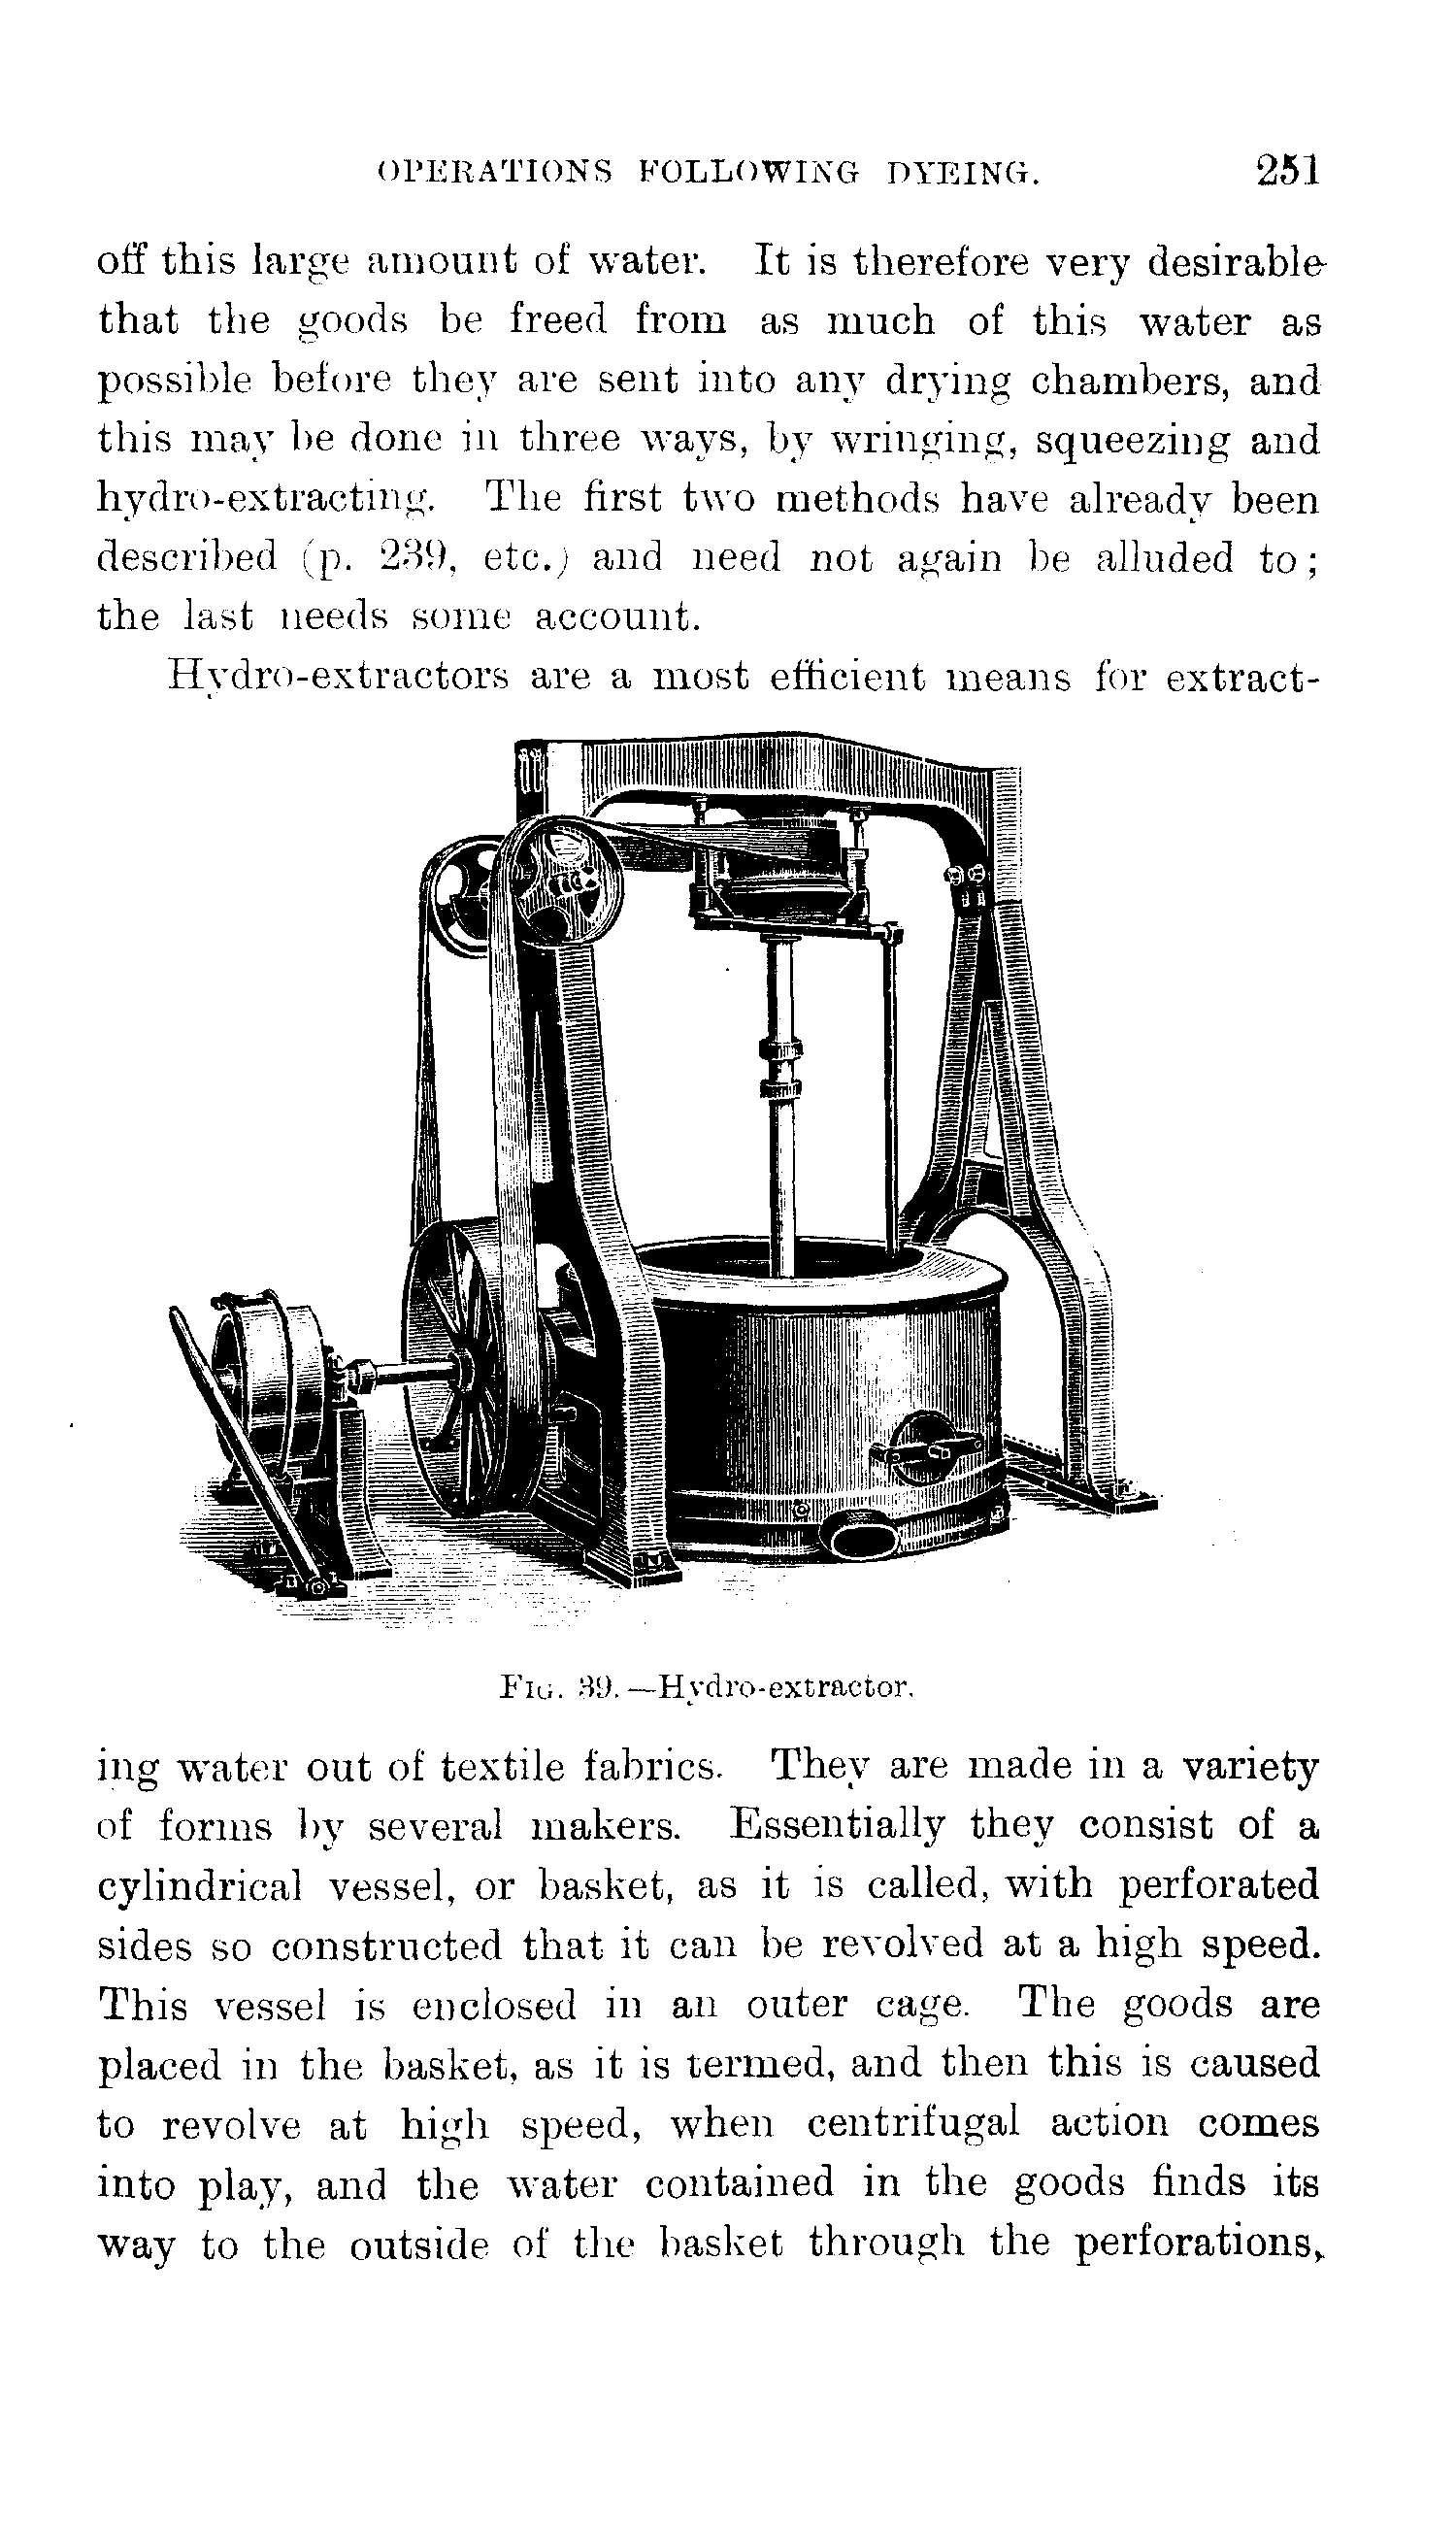 OPERATIONS FOLLOWING DYEING. 251
off this large amount of water. It is therefore very desirable
that the goods be freed from as much of this water as
possible before they are sent into any drying chambers, and
this may be done in three ways, by wringing, squeezing and
hydro-extracting. The first two methods have already been
described (p. 239, etc.) and need not again be alluded to;
the last needs some account.
Hydro-extractors are a most efficient means for extract-
FIG. 39.—Hydro-extractor.
ing water out of textile fabrics. They are made in a variety
of forms by several makers. Essentially they consist of a
cylindrical vessel, or basket, as it is called, with perforated
sides so constructed that it can be revolved at a high speed.
This vessel is enclosed in an outer cage. The goods are
placed in the basket, as it is termed, and then this is caused
to revolve at high speed, when centrifugal action comes
into play, and the water contained in the goods finds its
way to the outside of the basket through the perforations,